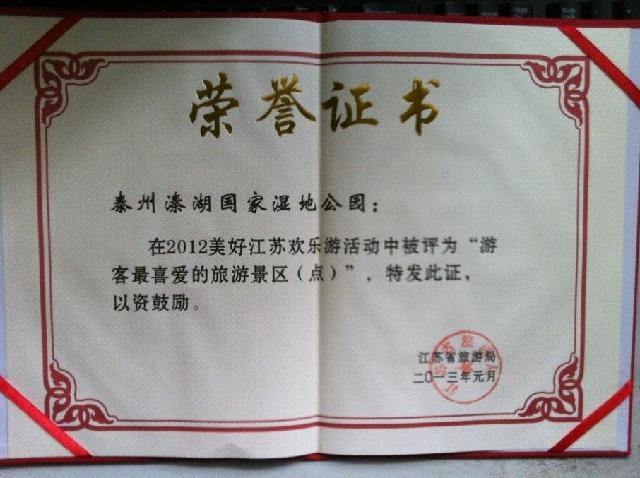 荣誉证书
泰州溱湖国家湿地公园：
在2012美好江苏欢乐游活动中被评为“游
客最喜爱的旅游景区（点）”，特发此证，
以资鼓励。
江苏省旅游局
二〇一三年元月